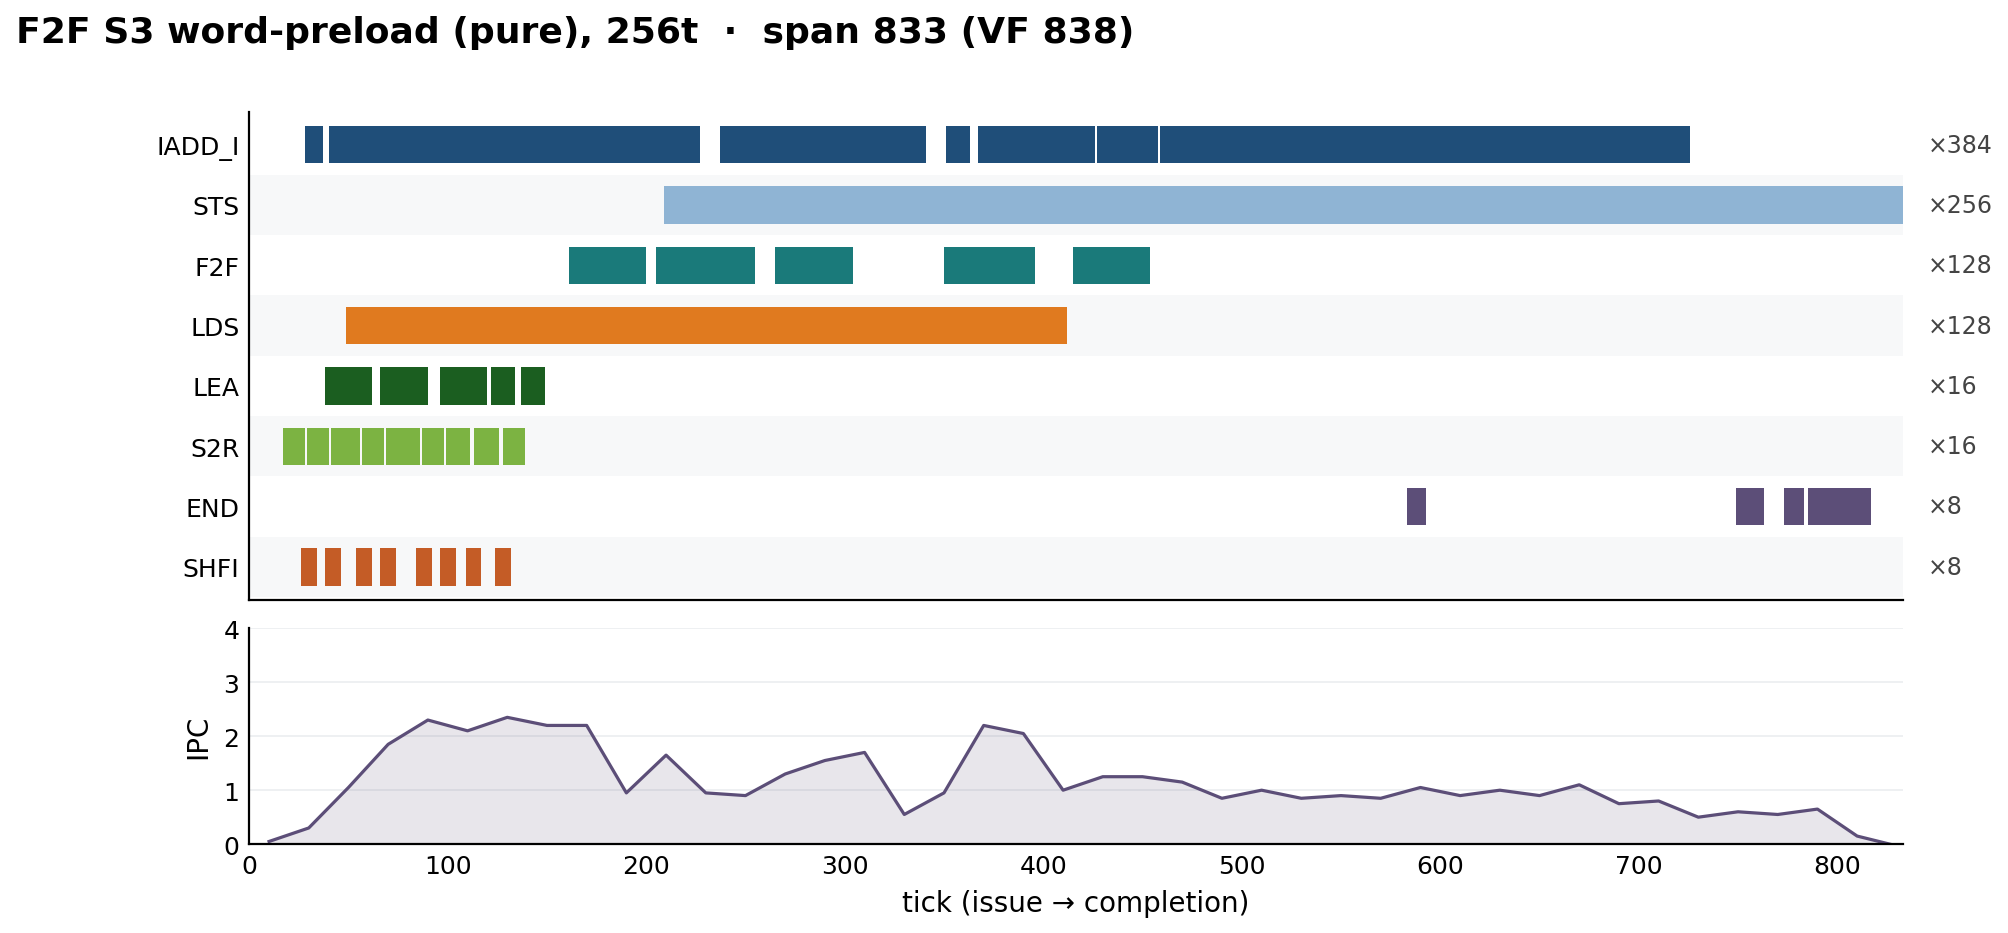 F2F S3 word-preload (pure), 256t · span 833 (VF 838)
IADD_I ×384
STS ×256
F2F ×128
LDS ×128
LEA ×16
S2R ×16
END ×8
SHFI ×8
IPC
4
3
2
1
0
0 100 200 300 400 500 600 700 800
tick (issue → completion)